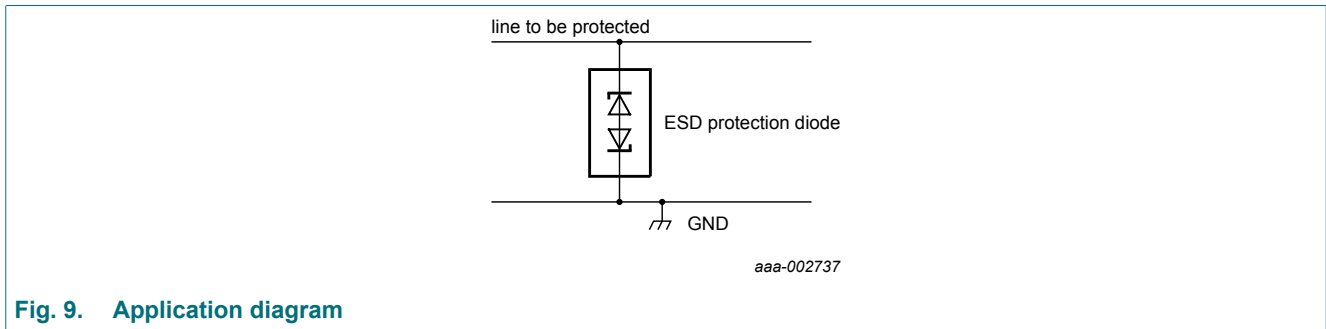 line to be protected
ESD protection diode
GND
aaa-002737
Fig. 9. Application diagram